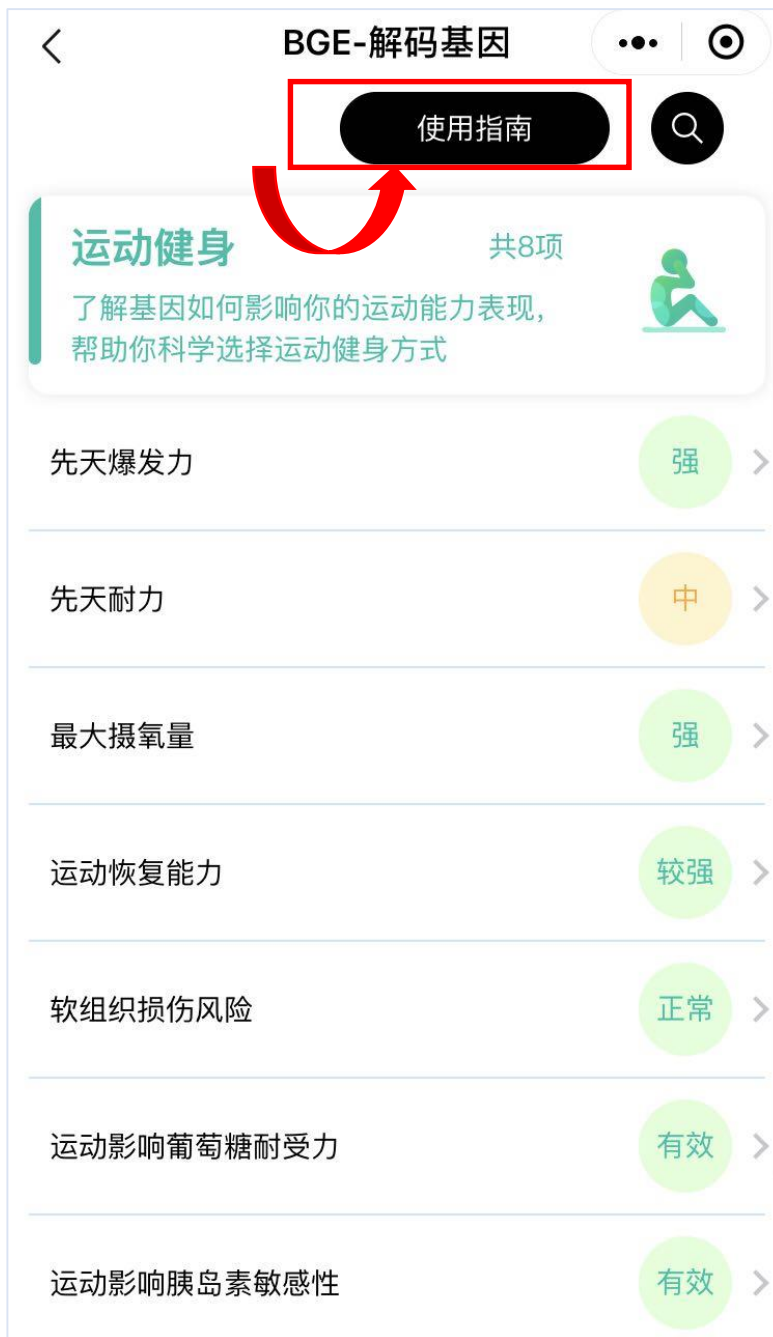 BGE-解码基因
使用指南
运动健身
共8项
了解基因如何影响你的运动能力表现，
帮助你科学选择运动健身方式
先天爆发力
强
先天耐力
中
最大摄氧量
强
运动恢复能力
较强
软组织损伤风险
正常
运动影响葡萄糖耐受力
有效
运动影响胰岛素敏感性
有效